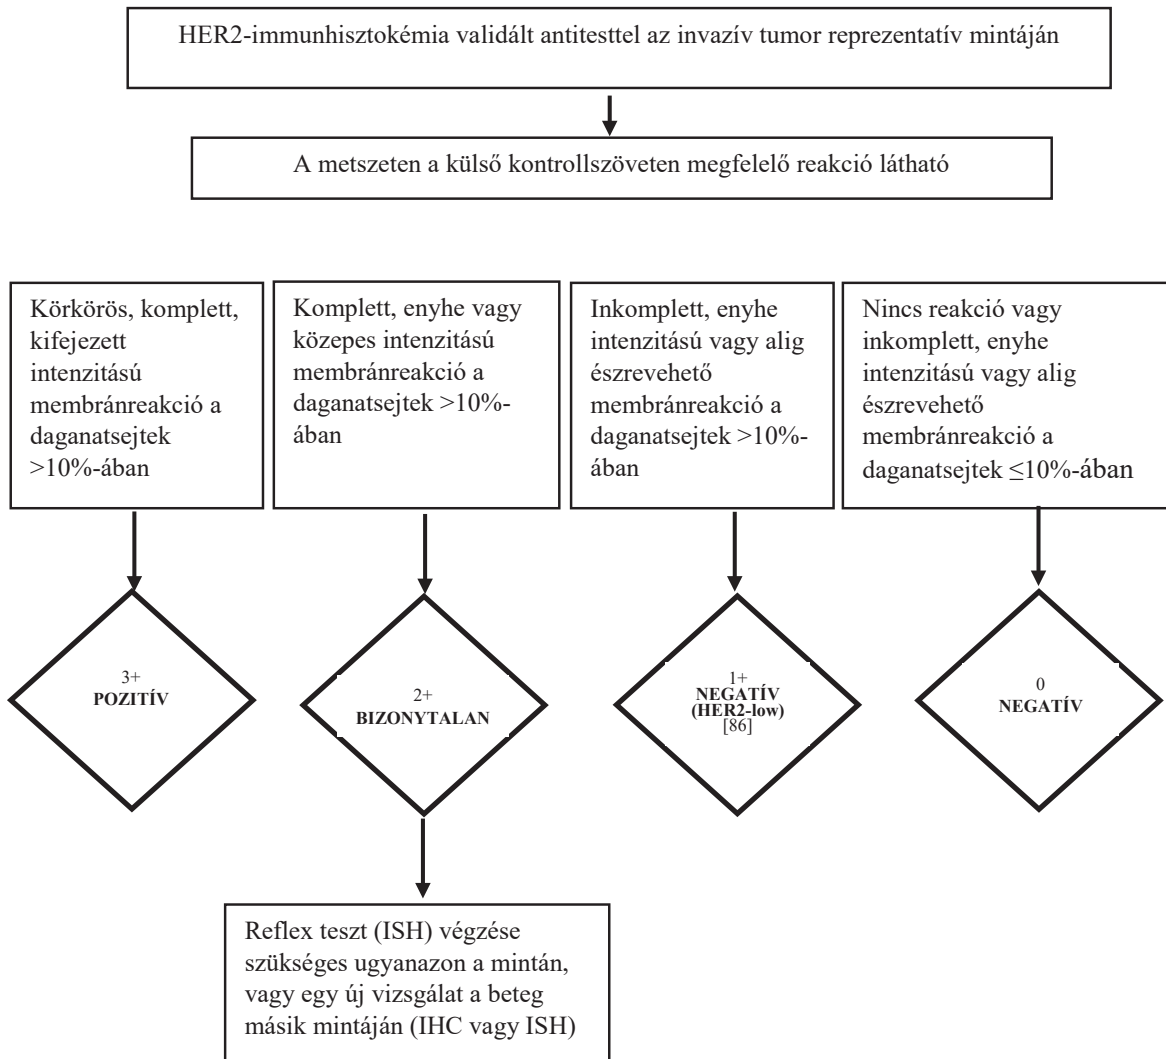 HER2-immunhisztokémia validált antitesttel az invazív tumor reprezentatív mintáján
A metszeten a külső kontrollszöveten megfelelő reakció látható
Körkörös, komplett,
kifejezett
intenzitású
membránreakció a
daganatsejtek
>10%-ában
Komplett, enyhe vagy
közepes intenzitású
membránreakció a
daganatsejtek >10%-
ában
Inkomplett, enyhe
intenzitású vagy alig
észrevehető
membránreakció a
daganatsejtek >10%-
ában
Nincs reakció vagy
inkomplett, enyhe
intenzitású vagy alig
észrevehető
membránreakció a
daganatsejtek ≤10%-ában
3+
POZITÍV
2+
BIZONYTALAN
1+
NEGATÍV
(HER2-low)
[86]
0
NEGATÍV
Reflex teszt (ISH) végzése
szükséges ugyanazon a mintán,
vagy egy új vizsgálat a beteg
másik mintáján (IHC vagy ISH)